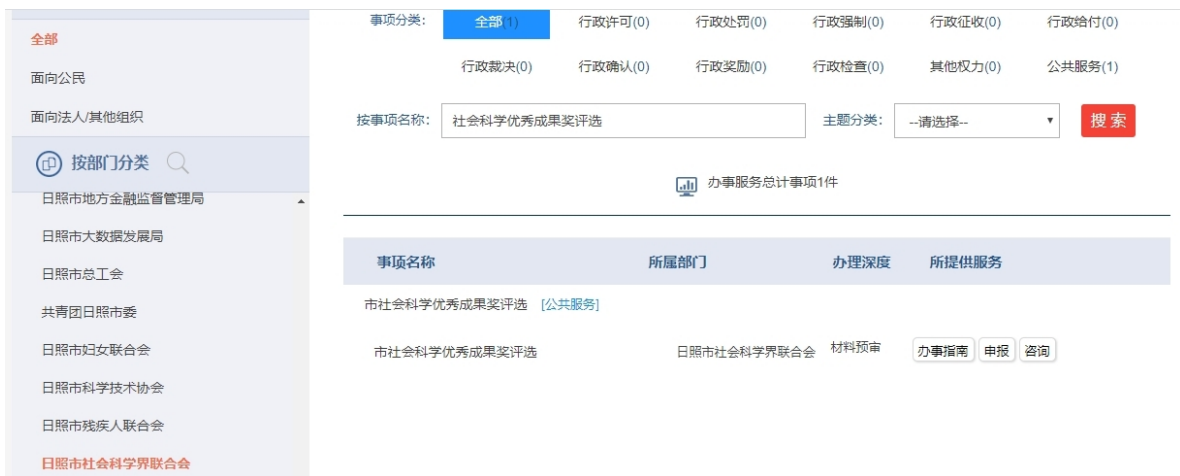 全部
面向公民
面向法人/其他组织
按部门分类
日照市地方金融监督管理局
日照市大数据发展局
日照市总工会
共青团日照市委
日照市妇女联合会
日照市科学技术协会
日照市残疾人联合会
日照市社会科学界联合会
事项分类: 全部(1) 行政许可(0) 行政处罚(0) 行政强制(0) 行政征收(0) 行政给付(0)
行政裁决(0) 行政确认(0) 行政奖励(0) 行政检查(0) 其他权力(0) 公共服务(1)
按事项名称: 社会科学优秀成果奖评选 主题分类: --请选择-- 搜索
办事服务总计事项1件
事项名称 所属部门 办理深度 所提供服务
市社会科学优秀成果奖评选 [公共服务]
市社会科学优秀成果奖评选 日照市社会科学界联合会 材料预审 办事指南 申报 咨询